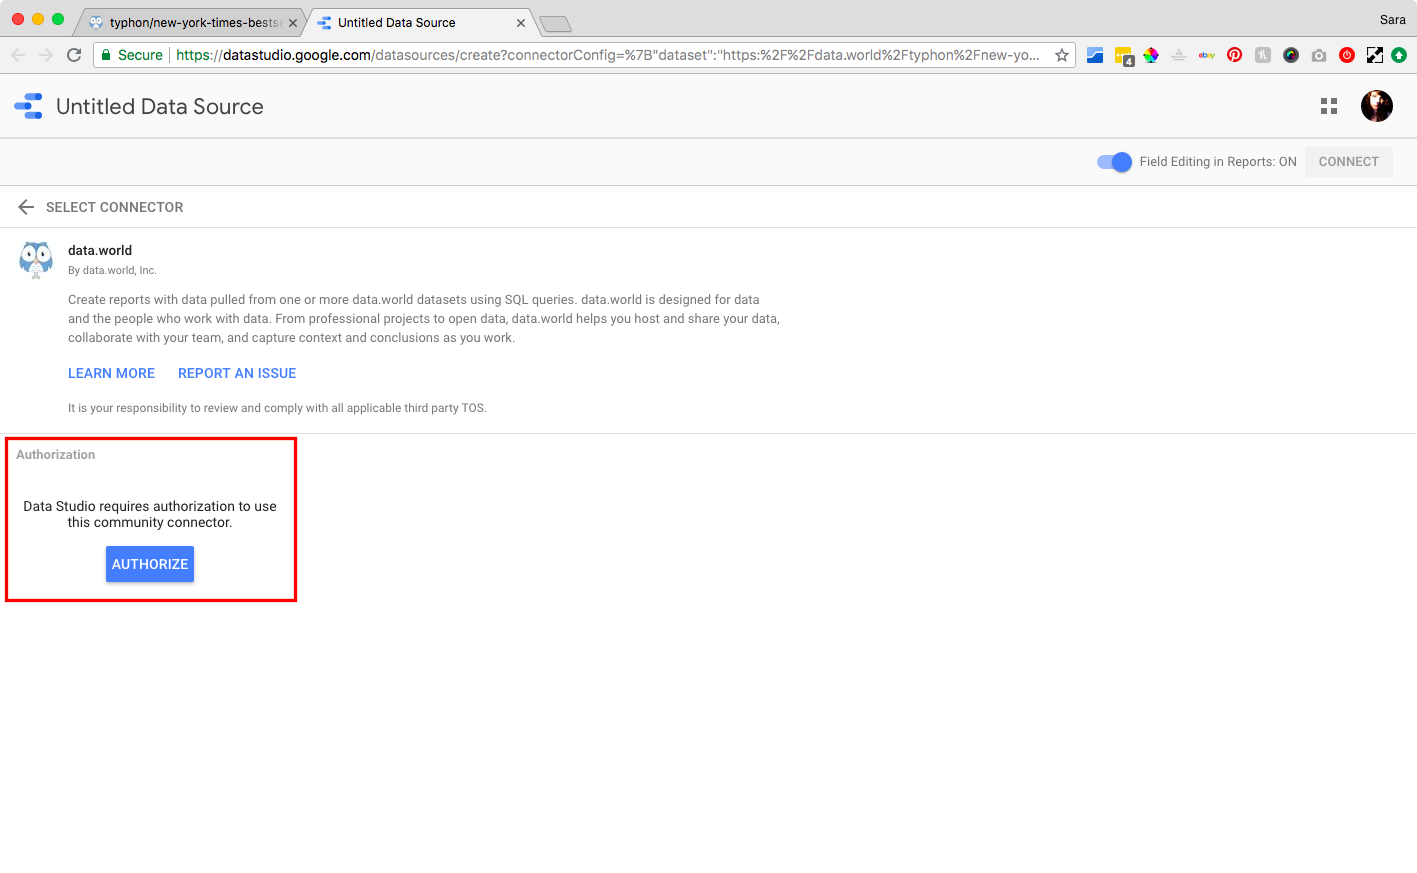 typhon/new-york-times-bests
Untitled Data Source
Sara
Secure
https://datastudio.google.com/datasources/create?connectorConfig=%7B"dataset":"https:%2F%2Fdata.world%2Ftyphon%2Fnew-yo...
4
ebay
Untitled Data Source
Field Editing in Reports: ON
CONNECT
SELECT CONNECTOR
data.world
By data.world, Inc.
Create reports with data pulled from one or more data.world datasets using SQL queries. data.world is designed for data
and the people who work with data. From professional projects to open data, data.world helps you host and share your data,
collaborate with your team, and capture context and conclusions as you work.
LEARN MORE
REPORT AN ISSUE
It is your responsibility to review and comply with all applicable third party TOS.
Authorization
Data Studio requires authorization to use
this community connector.
AUTHORIZE